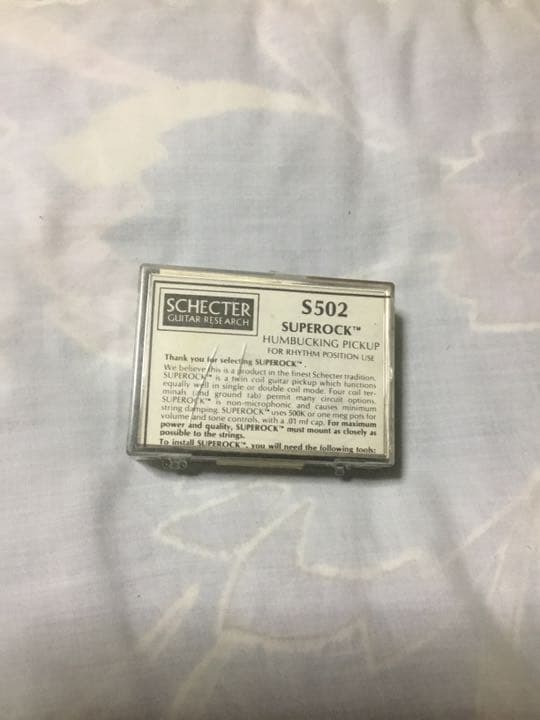 SCHECTER
GUITAR RESEARCH
S502
SUPEROCK™
HUMBUCKING PICKUP
FOR RHYTHM POSITION USE
Thank you for selecting SUPEROCK™.
We believe this is a product in the finest Schecter tradition.
SUPEROCK™ is a twin coil guitar pickup which functions
equally well in single or double coil mode. Four coil ter-
minals (and ground tab) permit many circuit options.
SUPEROCK™ is non-microphonic and causes minimum
string damping. SUPEROCK™ uses 500K or one meg pots for
volume and tone controls, with a .01 mf cap. For maximum
power and quality, SUPEROCK™ must mount as closely as
possible to the strings.
To install SUPEROCK™, you will need the following tools: